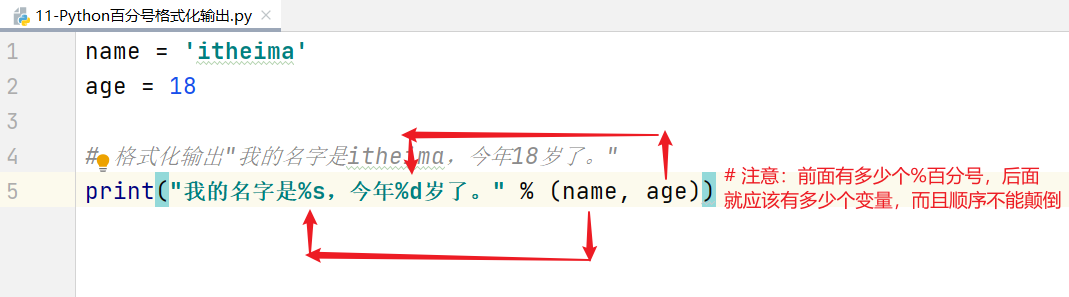 11-Python百分号格式化输出.py
1 name = 'itheima'
2 age = 18
3
4 # 格式化输出"我的名字是itheima，今年18岁了。"
5 print("我的名字是%s，今年%d岁了。" % (name, age))
# 注意：前面有多少个%百分号，后面
就应该有多少个变量，而且顺序不能颠倒